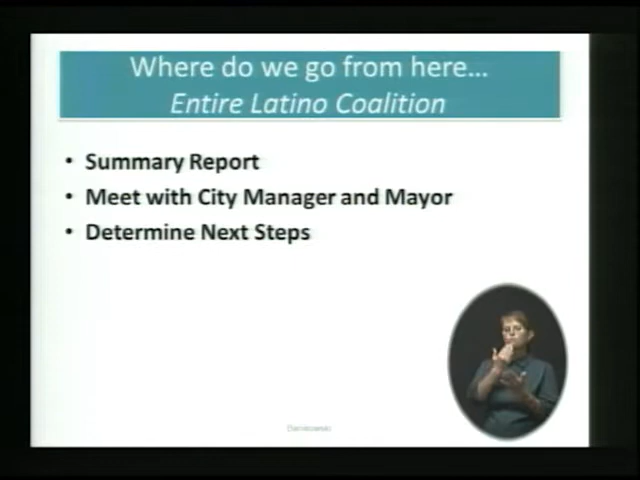 Where do we go from here…
Entire Latino Coalition
• Summary Report
• Meet with City Manager and Mayor
• Determine Next Steps